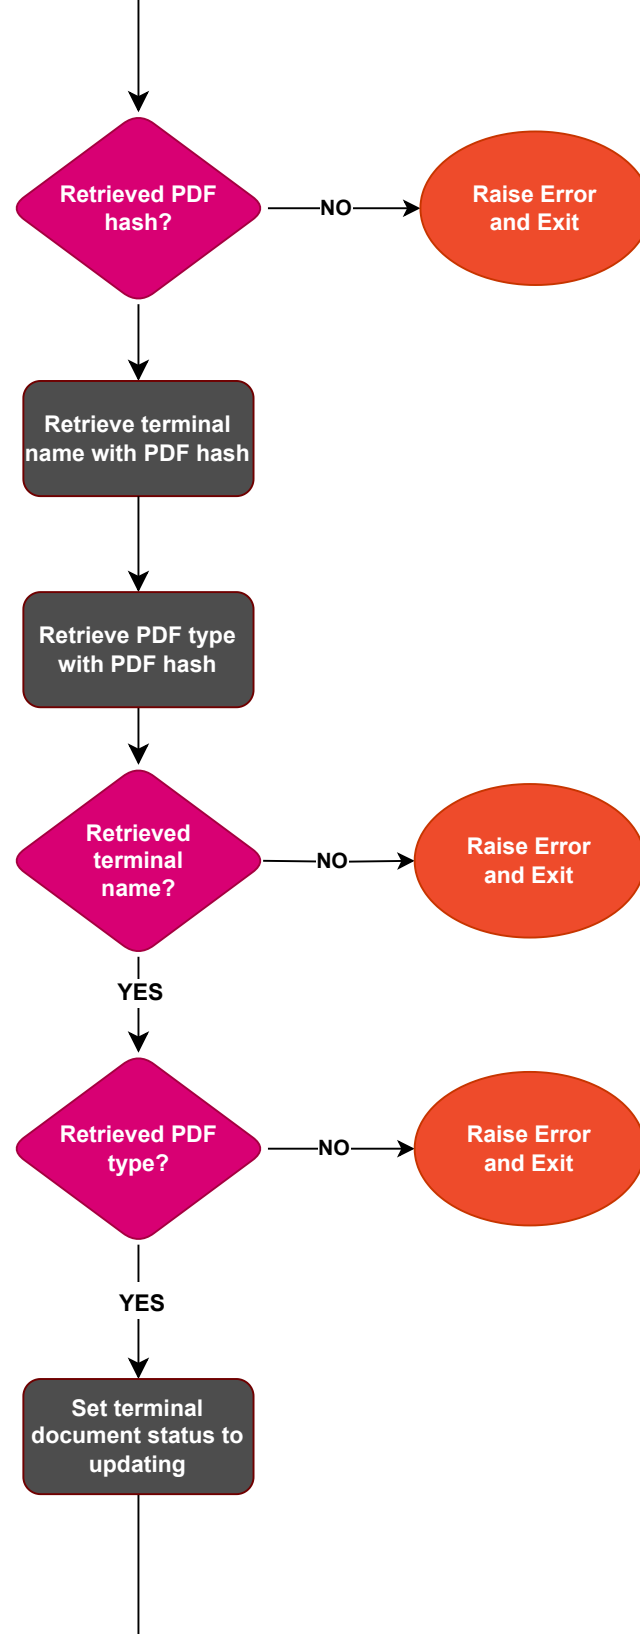 Retrieved PDF
hash?
NO
Raise Error
and Exit
Retrieve terminal
name with PDF hash
Retrieve PDF type
with PDF hash
Retrieved
terminal
name?
NO
Raise Error
and Exit
YES
Retrieved PDF
type?
NO
Raise Error
and Exit
YES
Set terminal
document status to
updating